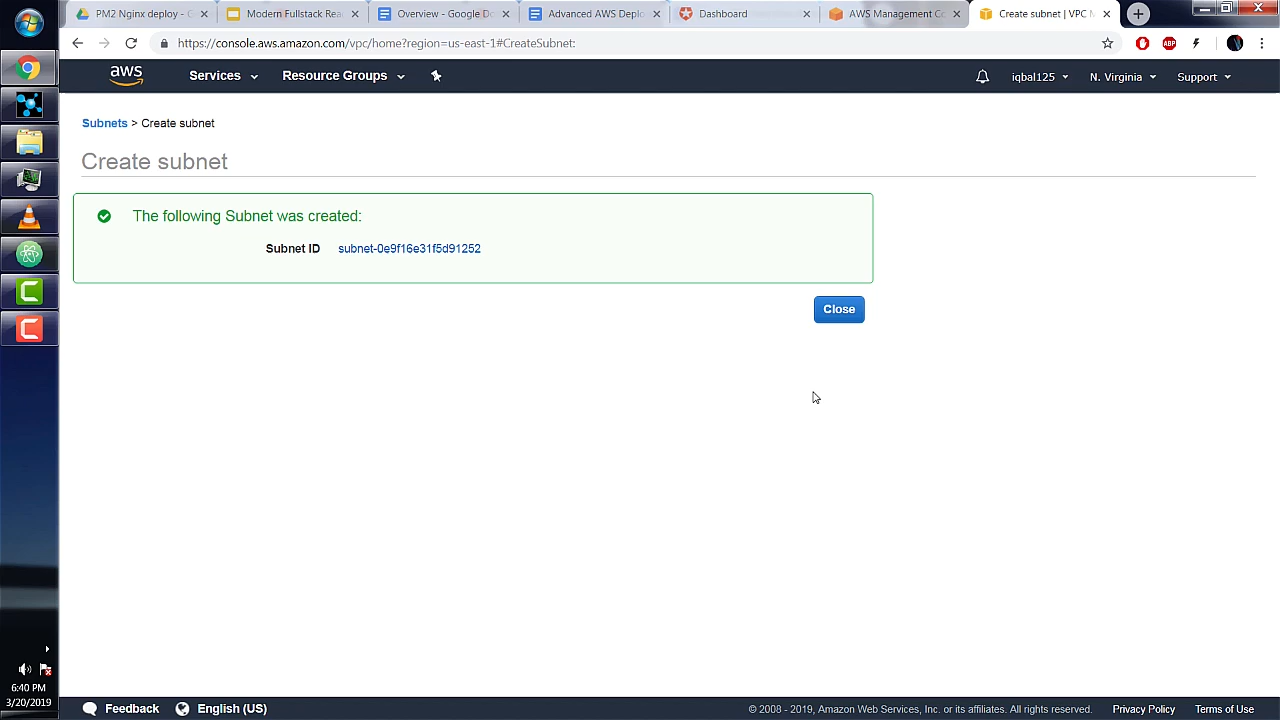 PM2 Nginx deploy - G
Modern Fullstack Rea
Overview - Google Do
Advanced AWS Deplo
Dashboard
AWS Management Co
Create subnet | VPC M
https://console.aws.amazon.com/vpc/home?region=us-east-1#CreateSubnet:
ABP
aws
Services
Resource Groups
iqbal125
N. Virginia
Support
Subnets > Create subnet
Create subnet
The following Subnet was created:
Subnet ID subnet-0e9f16e31f5d91252
Close
6:40 PM
3/20/2019
Feedback
English (US)
© 2008 - 2019, Amazon Web Services, Inc. or its affiliates. All rights reserved.
Privacy Policy
Terms of Use